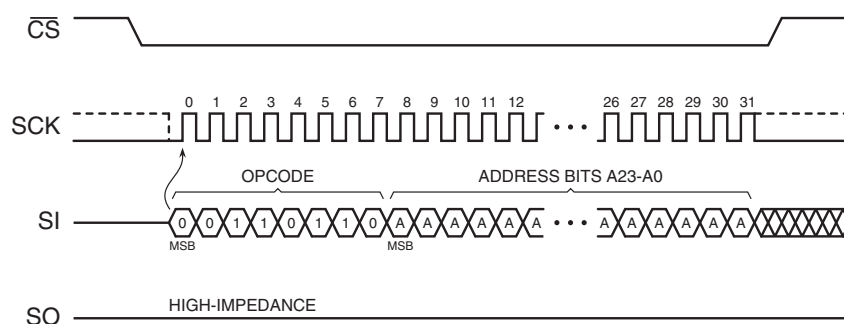 CS
0 1 2 3 4 5 6 7 8 9 10 11 12 26 27 28 29 30 31
SCK
OPCODE ADDRESS BITS A23-A0
SI 0 0 1 1 0 1 1 0 A A A A A A A A A A A A
MSB MSB
HIGH-IMPEDANCE
SO